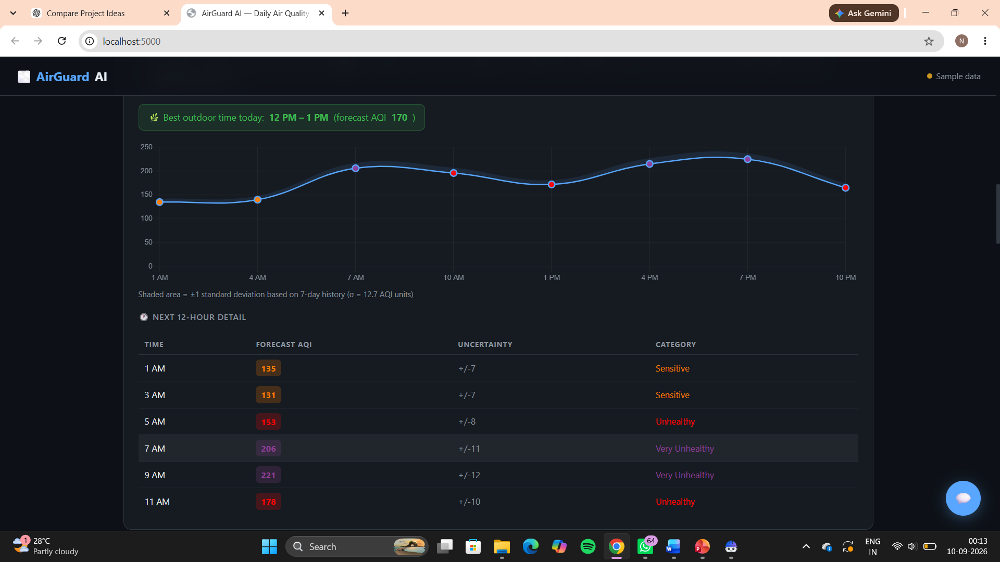 Compare Project Ideas
AirGuard AI — Daily Air Quality
Ask Gemini
localhost:5000
N
AirGuard AI
Sample data
Best outdoor time today: 12 PM – 1 PM (forecast AQI 170 )
250
200
150
100
50
0
1 AM 4 AM 7 AM 10 AM 1 PM 4 PM 7 PM 10 PM
Shaded area = ±1 standard deviation based on 7-day history (σ = 12.7 AQI units)
NEXT 12-HOUR DETAIL
TIME FORECAST AQI UNCERTAINTY CATEGORY
1 AM 135 +/-7 Sensitive
3 AM 131 +/-7 Sensitive
5 AM 153 +/-8 Unhealthy
7 AM 206 +/-11 Very Unhealthy
9 AM 221 +/-12 Very Unhealthy
11 AM 178 +/-10 Unhealthy
1
28°C
Partly cloudy
Search
64
W
P
ENG
IN
00:13
10-09-2026